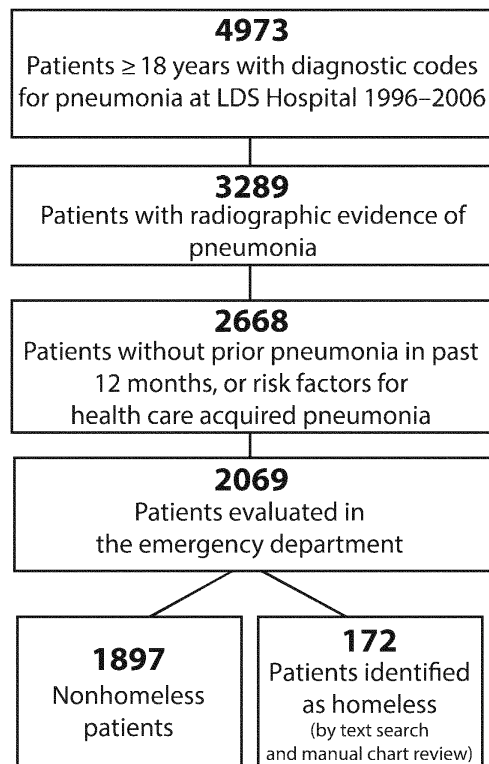 4973
Patients ≥ 18 years with diagnostic codes
for pneumonia at LDS Hospital 1996–2006
3289
Patients with radiographic evidence of
pneumonia
2668
Patients without prior pneumonia in past
12 months, or risk factors for
health care acquired pneumonia
2069
Patients evaluated in
the emergency department
1897
Nonhomeless
patients
172
Patients identified
as homeless
(by text search
and manual chart review)